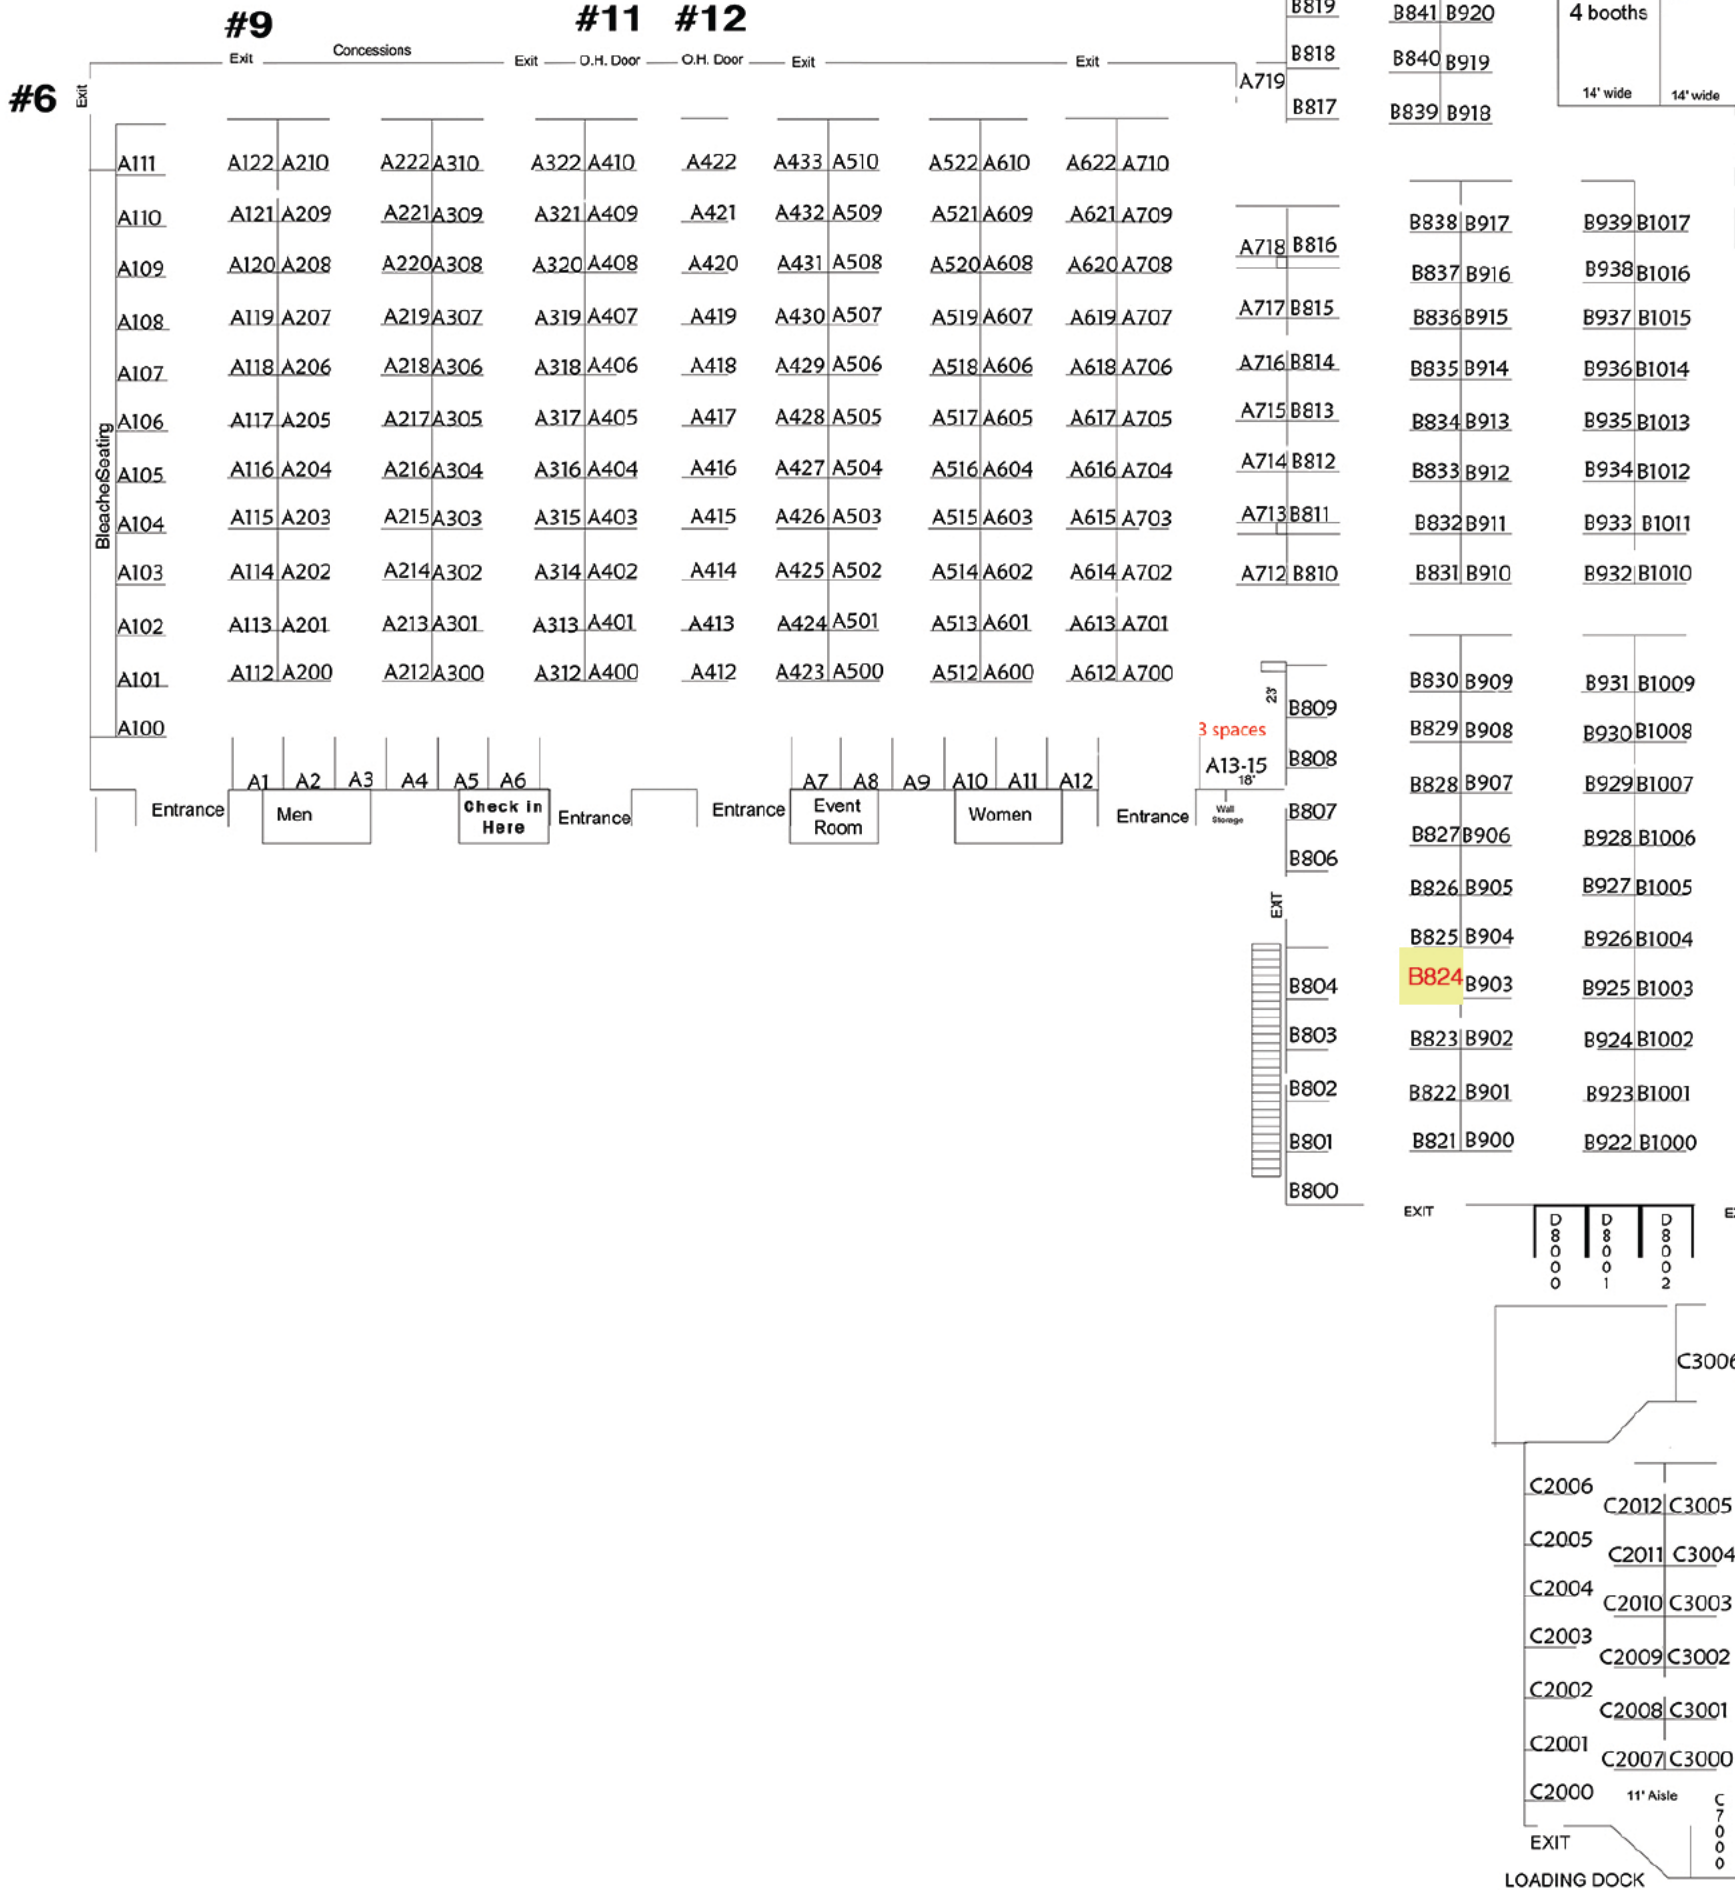 #9 #11 #12
B819 B841 B920 4 booths
Concessions
Exit Exit O.H. Door O.H. Door Exit Exit
B818 B840 B919
#6 Exit
A719
14' wide 14' wide
B817 B839 B918
A111 A122 A210 A222 A310 A322 A410 A422 A433 A510 A522 A610 A622 A710
A110 A121 A209 A221 A309 A321 A409 A421 A432 A509 A521 A609 A621 A709
B838 B917 B939 B1017
A718 B816
A109 A120 A208 A220 A308 A320 A408 A420 A431 A508 A520 A608 A620 A708
B837 B916 B938 B1016
A717 B815
A108 A119 A207 A219 A307 A319 A407 A419 A430 A507 A519 A607 A619 A707
B836 B915 B937 B1015
A107 A118 A206 A218 A306 A318 A406 A418 A429 A506 A518 A606 A618 A706
A716 B814 B835 B914 B936 B1014
A106 A117 A205 A217 A305 A317 A405 A417 A428 A505 A517 A605 A617 A705
A715 B813 B834 B913 B935 B1013
Bleacher Seating
A105 A116 A204 A216 A304 A316 A404 A416 A427 A504 A516 A604 A616 A704
A714 B812 B833 B912 B934 B1012
A104 A115 A203 A215 A303 A315 A403 A415 A426 A503 A515 A603 A615 A703
A713 B811 B832 B911 B933 B1011
A103 A114 A202 A214 A302 A314 A402 A414 A425 A502 A514 A602 A614 A702
A712 B810 B831 B910 B932 B1010
A102 A113 A201 A213 A301 A313 A401 A413 A424 A501 A513 A601 A613 A701
A101 A112 A200 A212 A300 A312 A400 A412 A423 A500 A512 A600 A612 A700
B830 B909 B931 B1009
23'
B809
A100
3 spaces
B829 B908 B930 B1008
A13-15
18'
B808
A1 A2 A3 A4 A5 A6 A7 A8 A9 A10 A11 A12
B828 B907 B929 B1007
Entrance Men Check in Here Entrance Entrance Event Room Women Entrance
Wall
Storage
B807
B827 B906 B928 B1006
B806
B826 B905 B927 B1005
EXIT
B825 B904 B926 B1004
B804 B824 B903 B925 B1003
B803 B823 B902 B924 B1002
B802 B822 B901 B923 B1001
B801 B821 B900 B922 B1000
B800
EXIT
D8000 D8001 D8002
C3006
C2006
C2012 C3005
C2005
C2011 C3004
C2004
C2010 C3003
C2003
C2009 C3002
C2002
C2008 C3001
C2001
C2007 C3000
C2000 11' Aisle
C7000
EXIT
LOADING DOCK